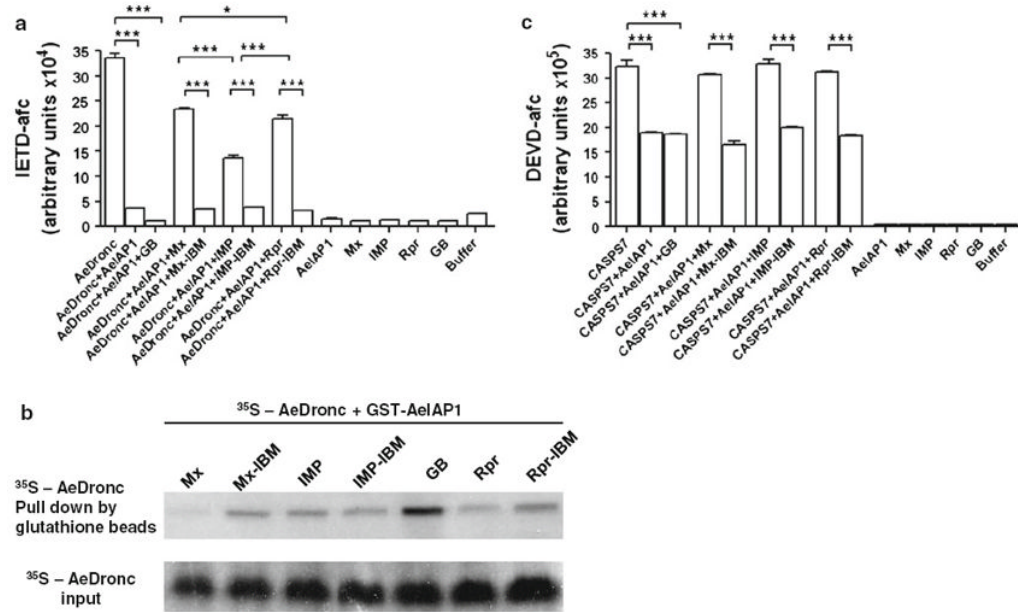 a
***
***
*
***
***
***
***
***
IETD-afc
(arbitrary units x10⁴)
35
30
25
20
15
10
5
0
AeDronc
AeDronc+AeIAP1
AeDronc+AeIAP1+GB
AeDronc+AeIAP1+Mx
AeDronc+AeIAP1+Mx-IBM
AeDronc+AeIAP1+IMP
AeDronc+AeIAP1+IMP-IBM
AeDronc+AeIAP1+Rpr
AeDronc+AeIAP1+Rpr-IBM
AeIAP1
Mx
IMP
Rpr
GB
Buffer
c
***
***
***
***
***
DEVD-afc
(arbitrary units x10⁵)
35
30
25
20
15
10
5
0
CASPS7
CASPS7+AeIAP1
CASPS7+AeIAP1+GB
CASPS7+AeIAP1+Mx
CASPS7+AeIAP1+Mx-IBM
CASPS7+AeIAP1+IMP
CASPS7+AeIAP1+IMP-IBM
CASPS7+AeIAP1+Rpr
CASPS7+AeIAP1+Rpr-IBM
AeIAP1
Mx
IMP
Rpr
GB
Buffer
b
³⁵S – AeDronc + GST-AeIAP1
Mx
Mx-IBM
IMP
IMP-IBM
GB
Rpr
Rpr-IBM
³⁵S – AeDronc
Pull down by
glutathione beads
³⁵S – AeDronc
input